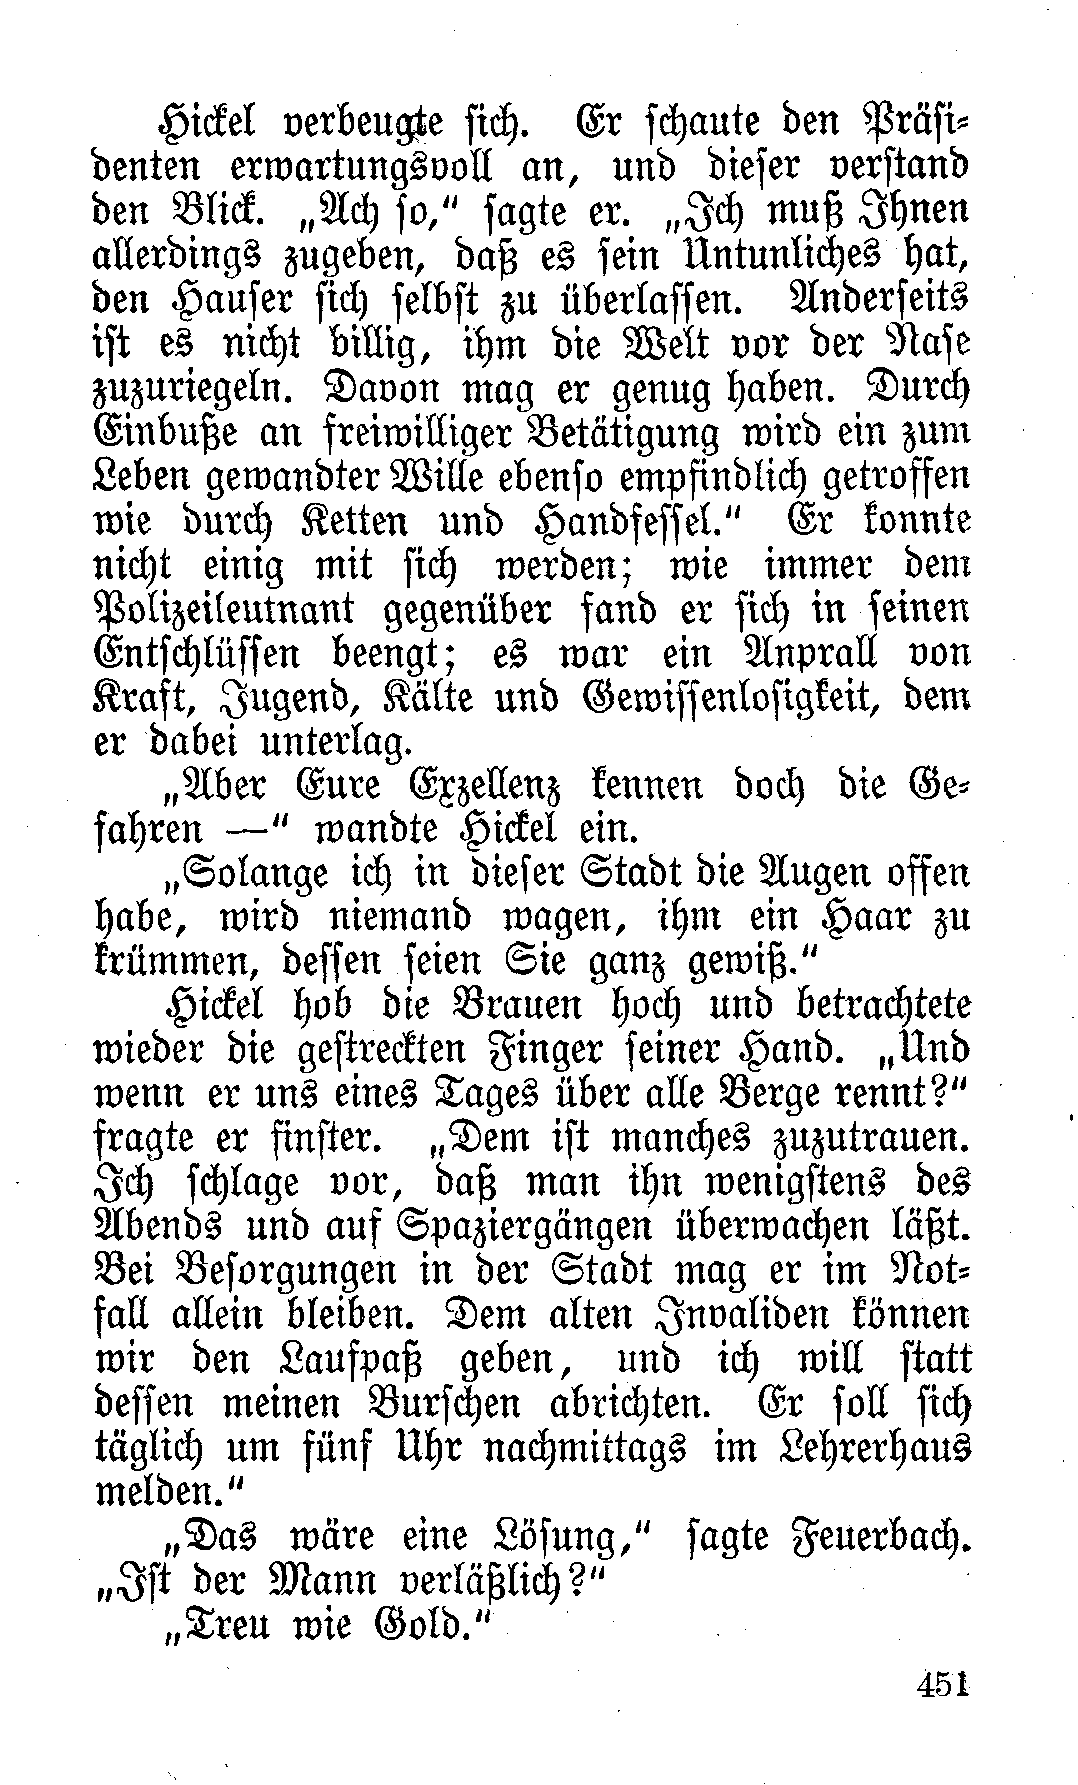 Hickel verbeugte sich. Er schaute den Präsi-
denten erwartungsvoll an, und dieser verstand
den Blick. „Ach so,“ sagte er. „Ich muß Ihnen
allerdings zugeben, daß es sein Untunliches hat,
den Hauser sich selbst zu überlassen. Anderseits
ist es nicht billig, ihm die Welt vor der Nase
zuzuriegeln. Davon mag er genug haben. Durch
Einbuße an freiwilliger Betätigung wird ein zum
Leben gewandter Wille ebenso empfindlich getroffen
wie durch Ketten und Handfessel.“ Er konnte
nicht einig mit sich werden; wie immer dem
Polizeileutnant gegenüber fand er sich in seinen
Entschlüssen beengt; es war ein Anprall von
Kraft, Jugend, Kälte und Gewissenlosigkeit, dem
er dabei unterlag.
„Aber Eure Exzellenz kennen doch die Ge-
fahren —“ wandte Hickel ein.
„Solange ich in dieser Stadt die Augen offen
habe, wird niemand wagen, ihm ein Haar zu
krümmen, dessen seien Sie ganz gewiß.“
Hickel hob die Brauen hoch und betrachtete
wieder die gestreckten Finger seiner Hand. „Und
wenn er uns eines Tages über alle Berge rennt?“
fragte er finster. „Dem ist manches zuzutrauen.
Ich schlage vor, daß man ihn wenigstens des
Abends und auf Spaziergängen überwachen läßt.
Bei Besorgungen in der Stadt mag er im Not-
fall allein bleiben. Dem alten Invaliden können
wir den Laufpaß geben, und ich will statt
dessen meinen Burschen abrichten. Er soll sich
täglich um fünf Uhr nachmittags im Lehrerhaus
melden.“
„Das wäre eine Lösung,“ sagte Feuerbach.
„Ist der Mann verläßlich?“
„Treu wie Gold.“
451